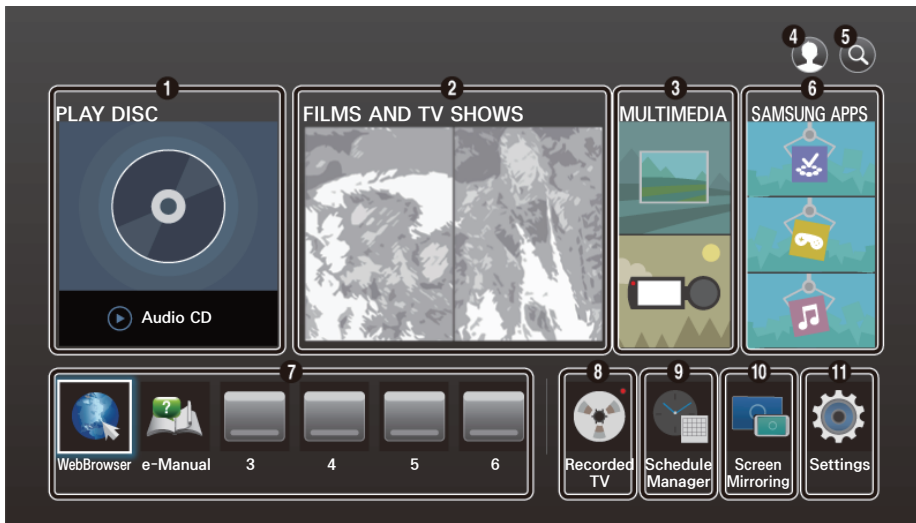 4 5
1 2 3 6
PLAY DISC FILMS AND TV SHOWS MULTIMEDIA SAMSUNG APPS
Audio CD
7 8 9 10 11
?
WebBrowser e-Manual 3 4 5 6 Recorded Schedule Screen Settings
TV Manager Mirroring